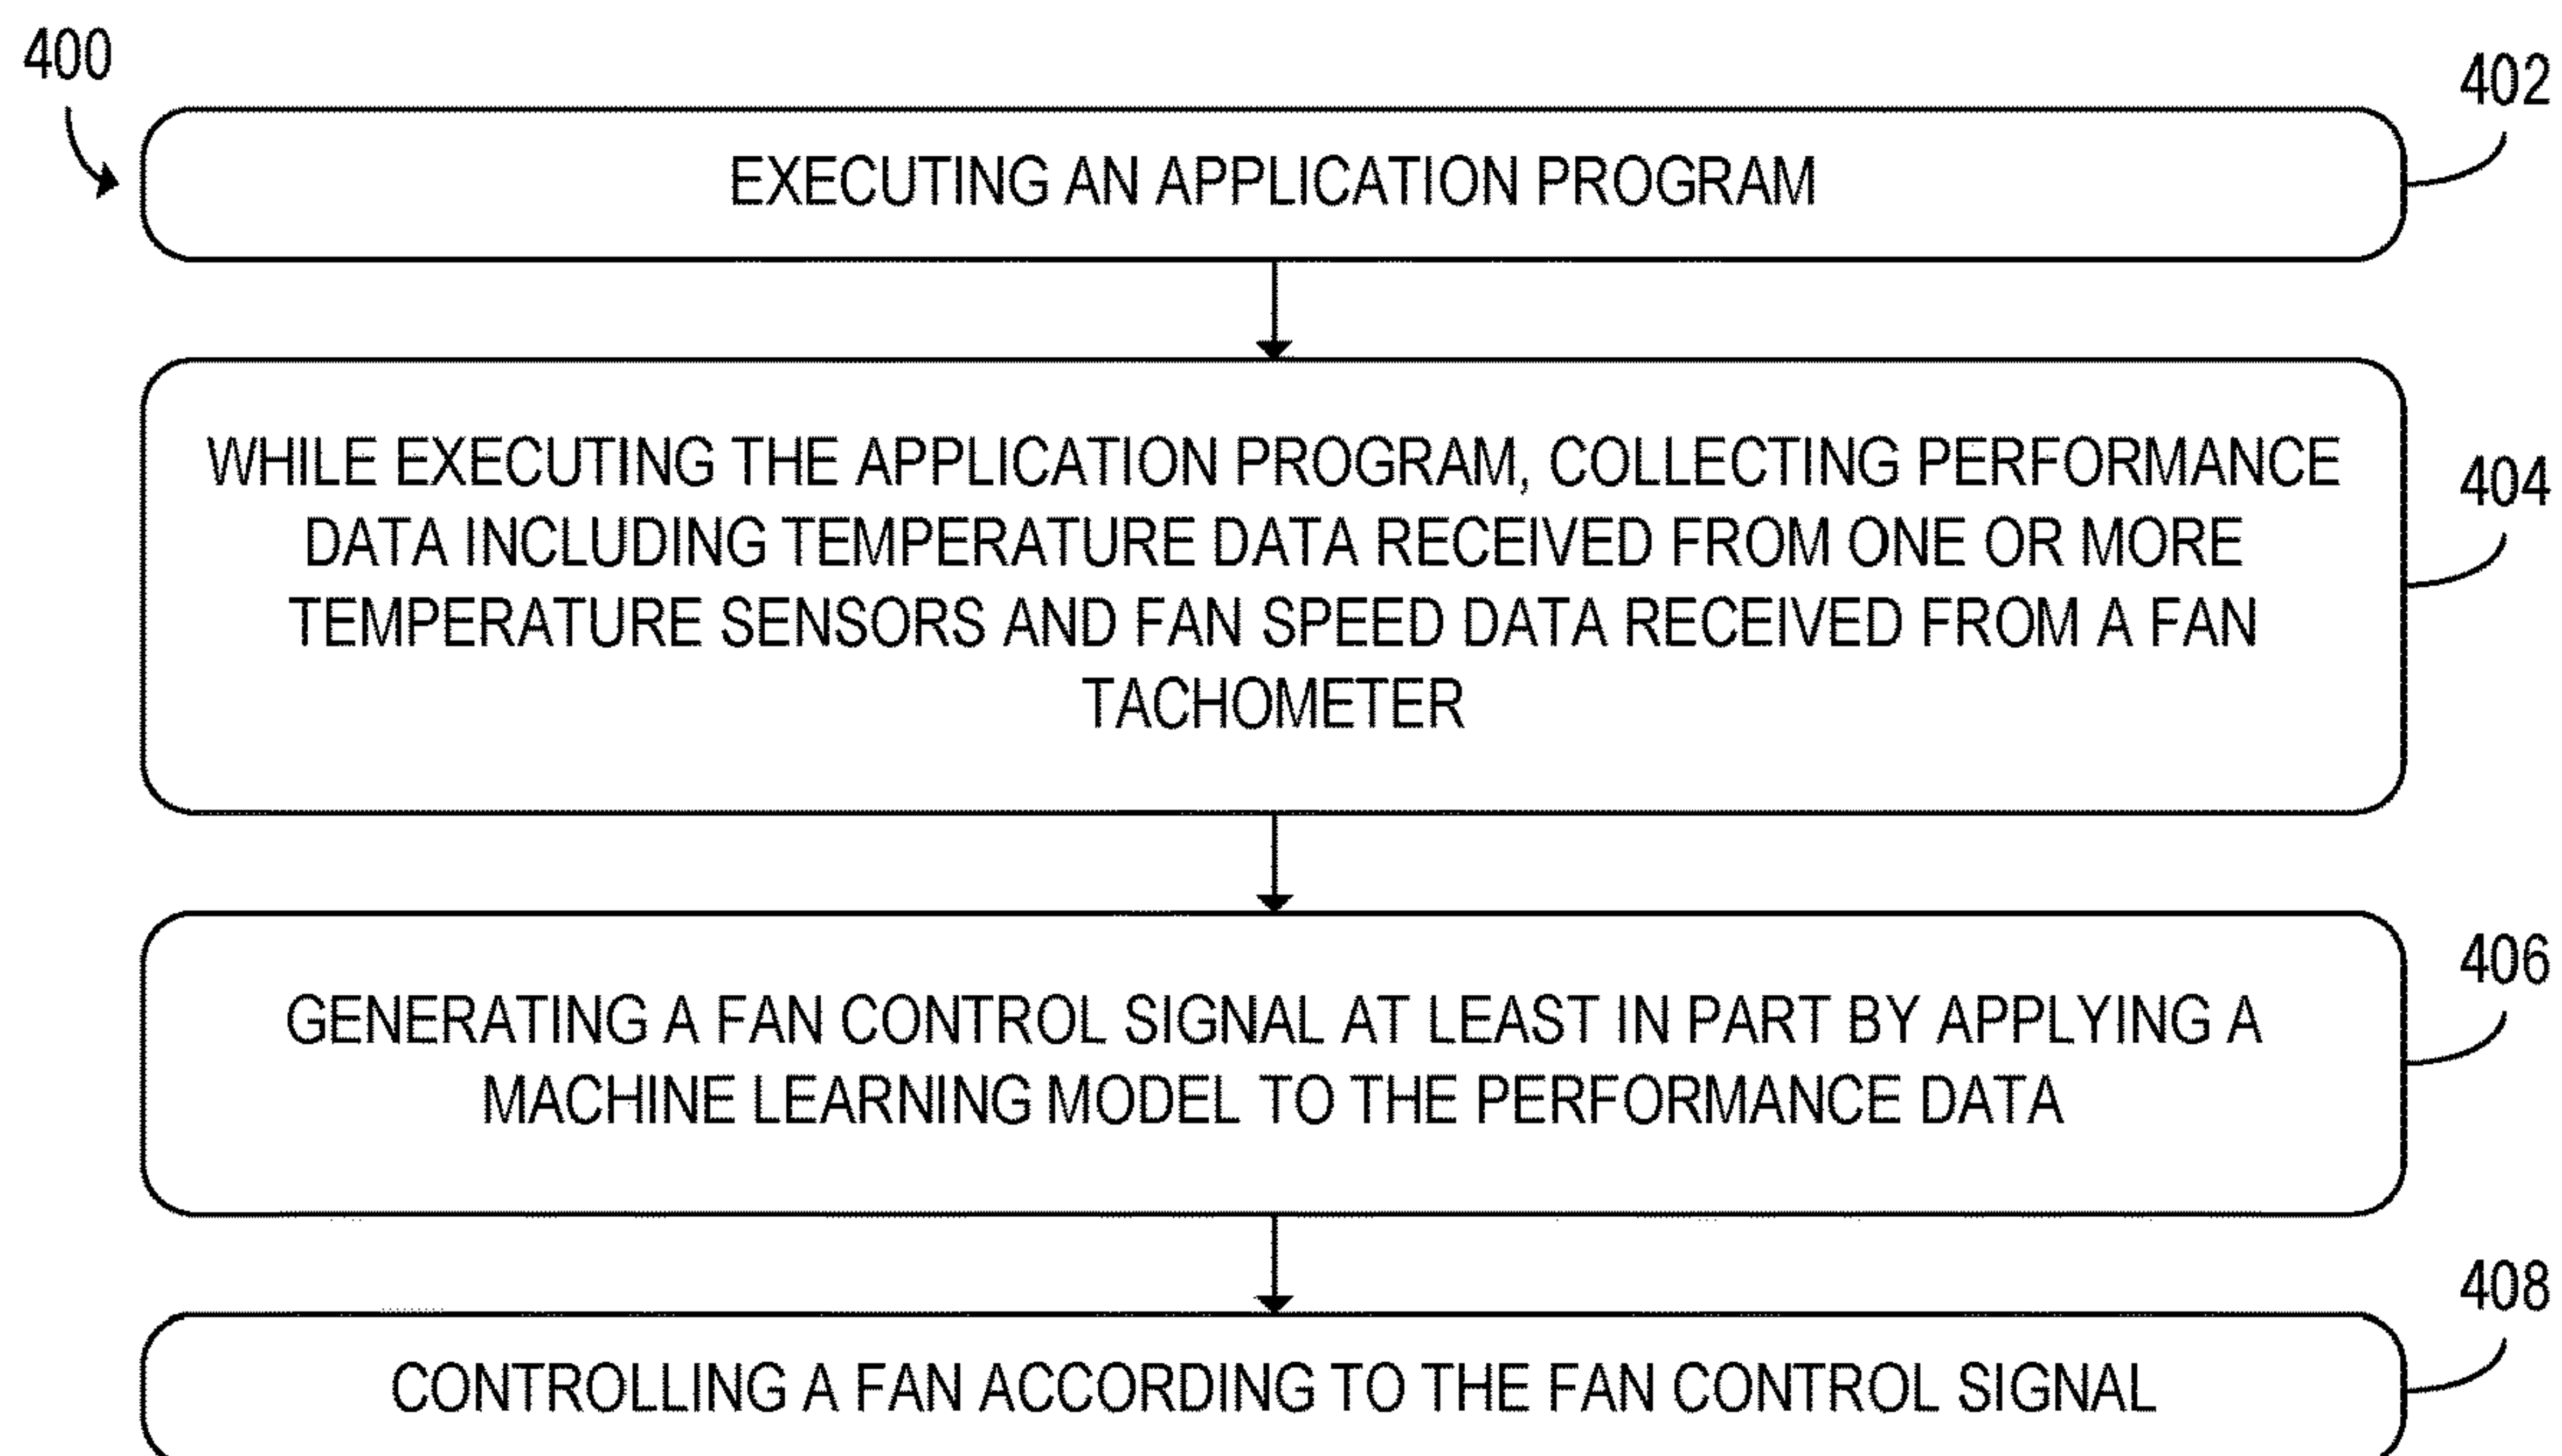 400
402
EXECUTING AN APPLICATION PROGRAM
WHILE EXECUTING THE APPLICATION PROGRAM, COLLECTING PERFORMANCE
404
DATA INCLUDING TEMPERATURE DATA RECEIVED FROM ONE OR MORE
TEMPERATURE SENSORS AND FAN SPEED DATA RECEIVED FROM A FAN
TACHOMETER
406
GENERATING A FAN CONTROL SIGNAL AT LEAST IN PART BY APPLYING A
MACHINE LEARNING MODEL TO THE PERFORMANCE DATA
408
CONTROLLING A FAN ACCORDING TO THE FAN CONTROL SIGNAL